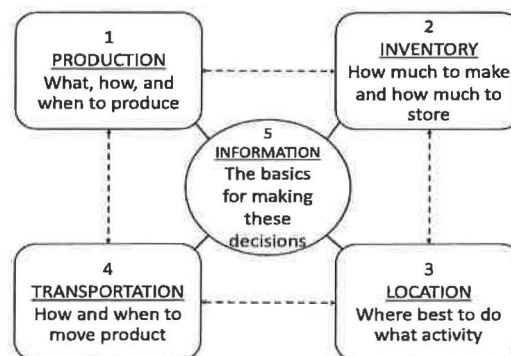 1
PRODUCTION
What, how, and
when to produce
2
INVENTORY
How much to make
and how much to
store
5
INFORMATION
The basics
for making
these
decisions
4
TRANSPORTATION
How and when to
move product
3
LOCATION
Where best to do
what activity